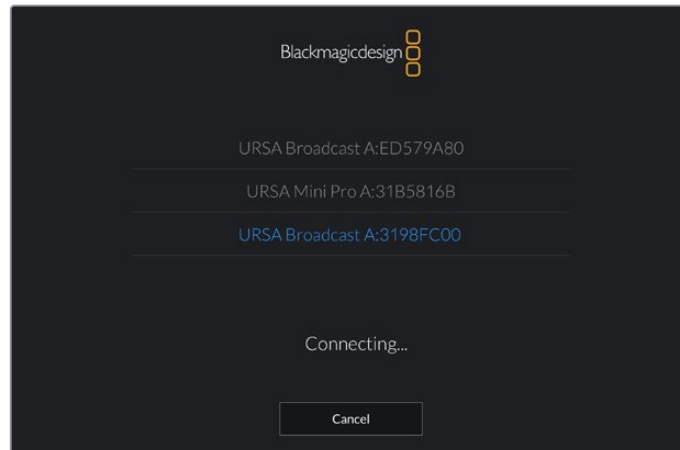 Blackmagicdesign
URSA Broadcast A:ED579A80
URSA Mini Pro A:31B5816B
URSA Broadcast A:3198FC00
Connecting...
Cancel